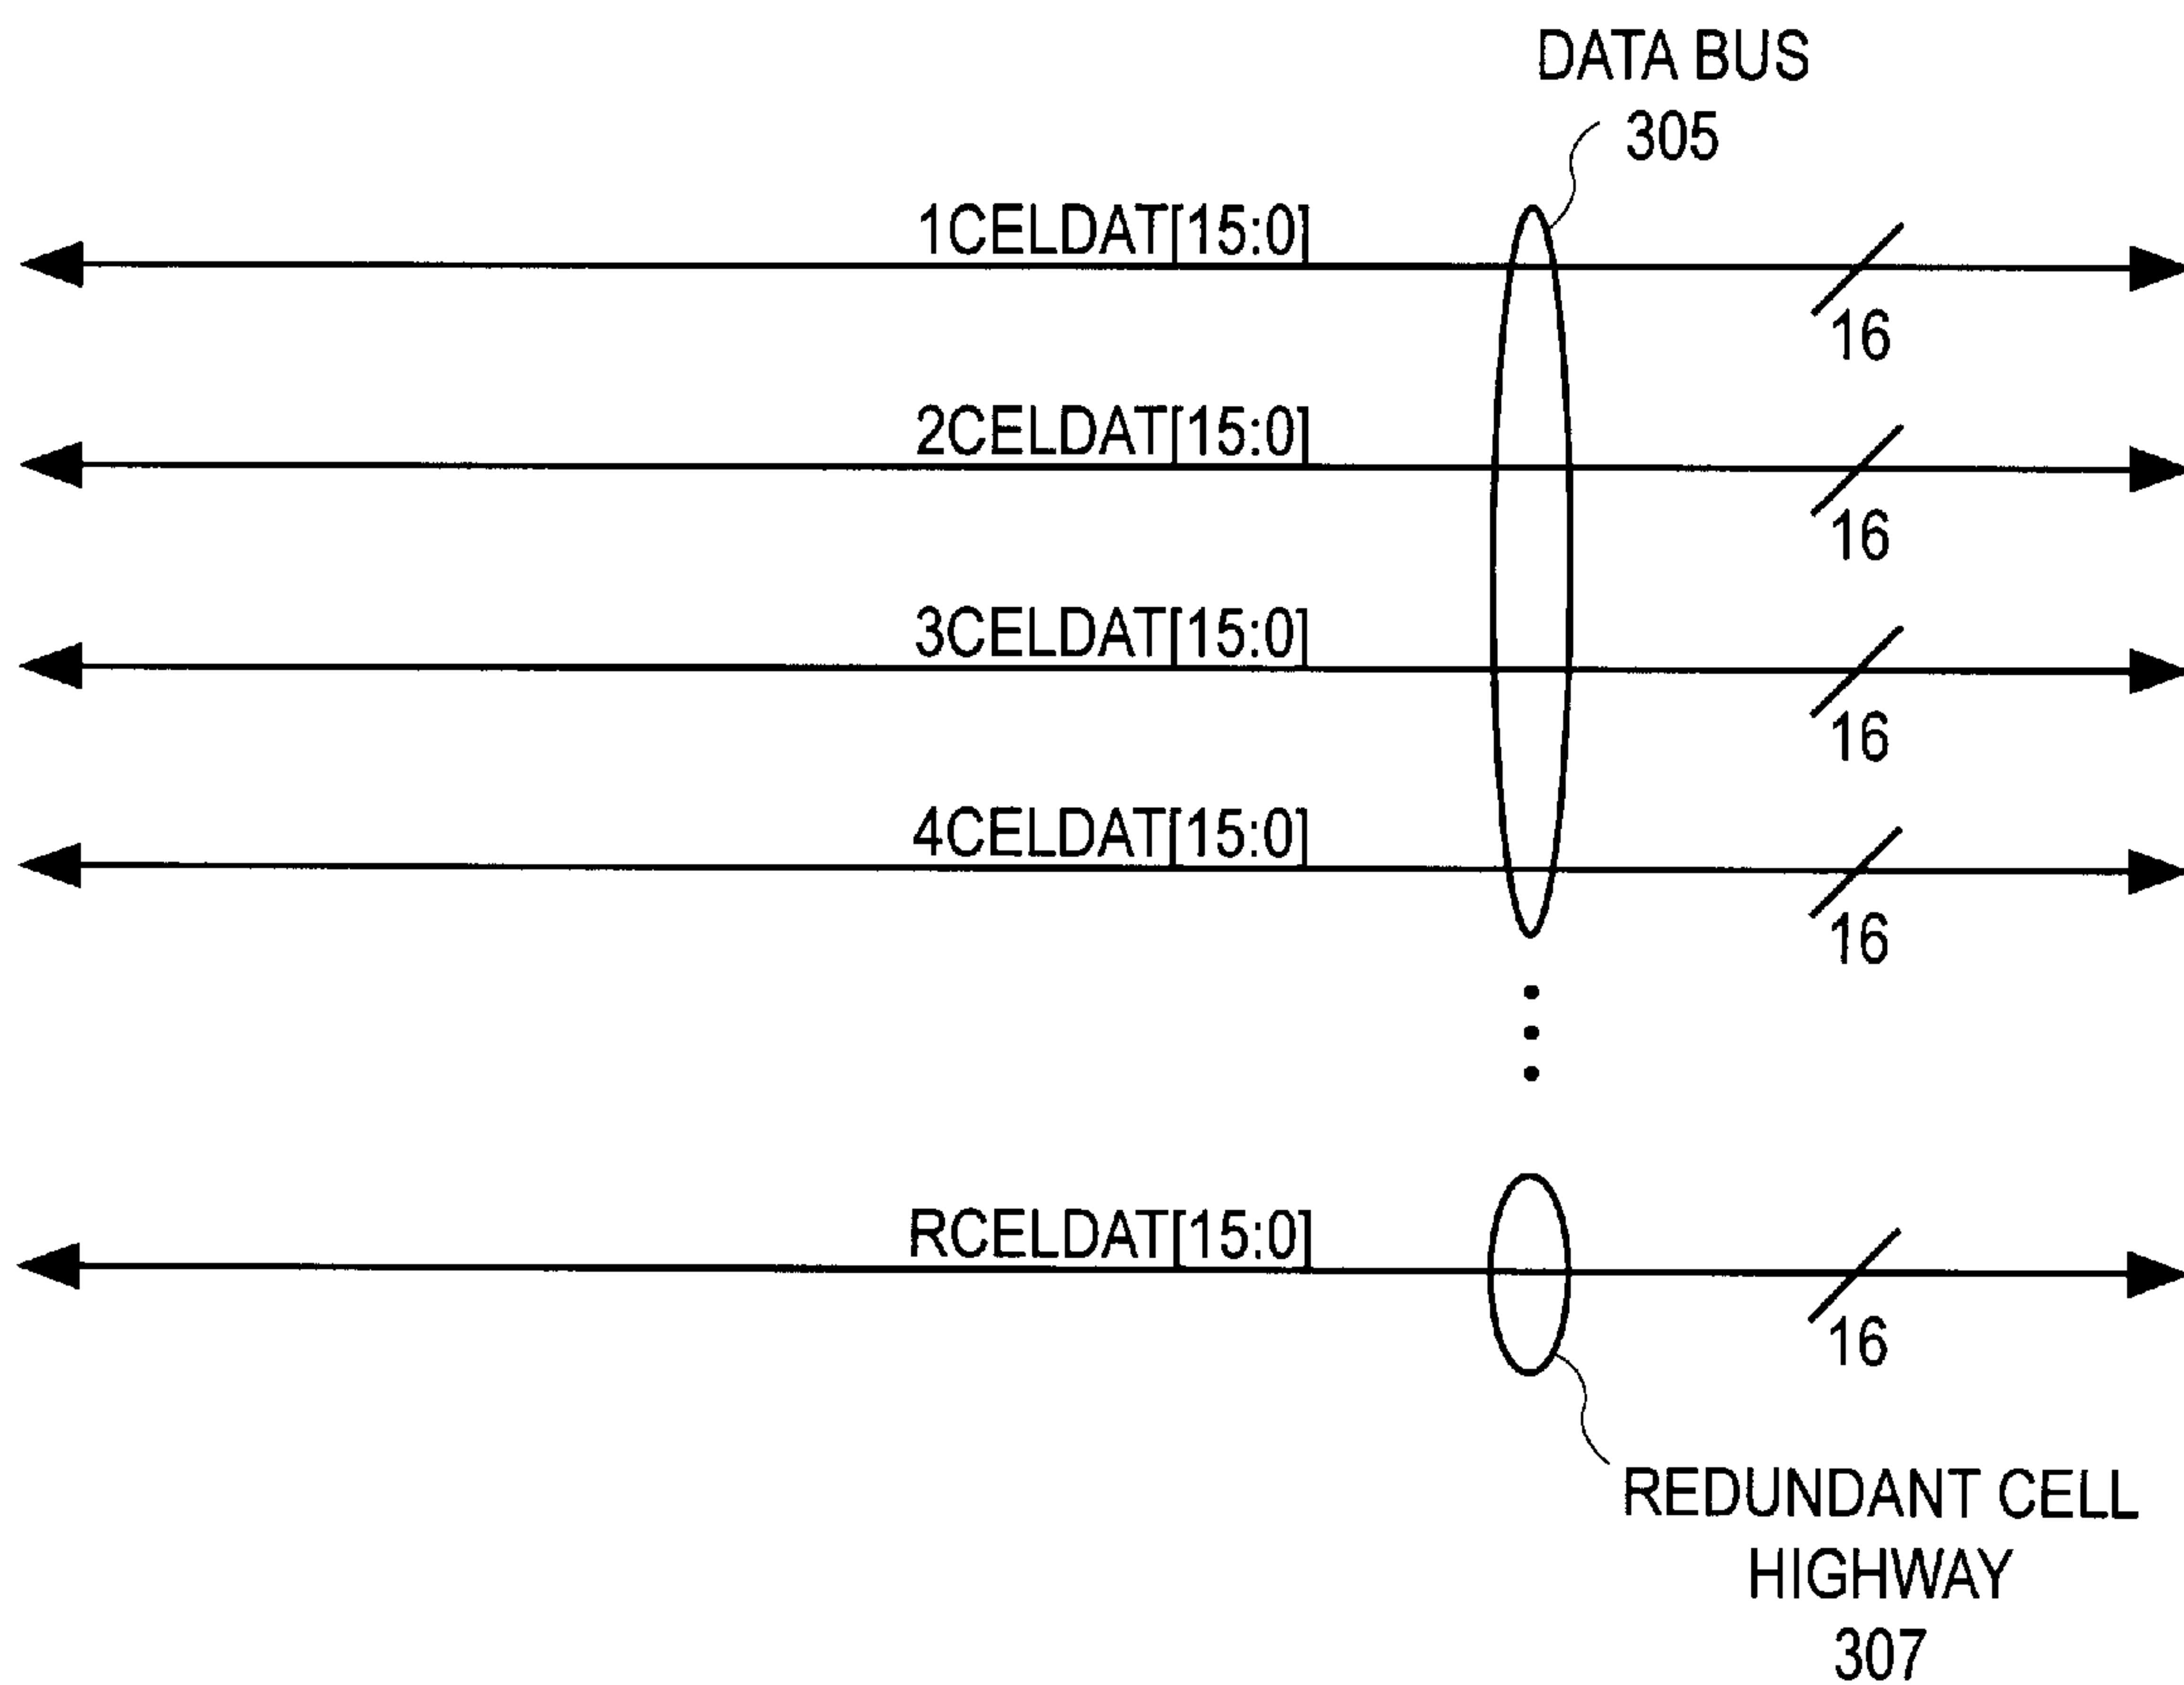 DATA BUS
305
1CELDAT[15:0]
16
2CELDAT[15:0]
16
3CELDAT[15:0]
16
4CELDAT[15:0]
16
RCELDAT[15:0]
16
REDUNDANT CELL
HIGHWAY
307